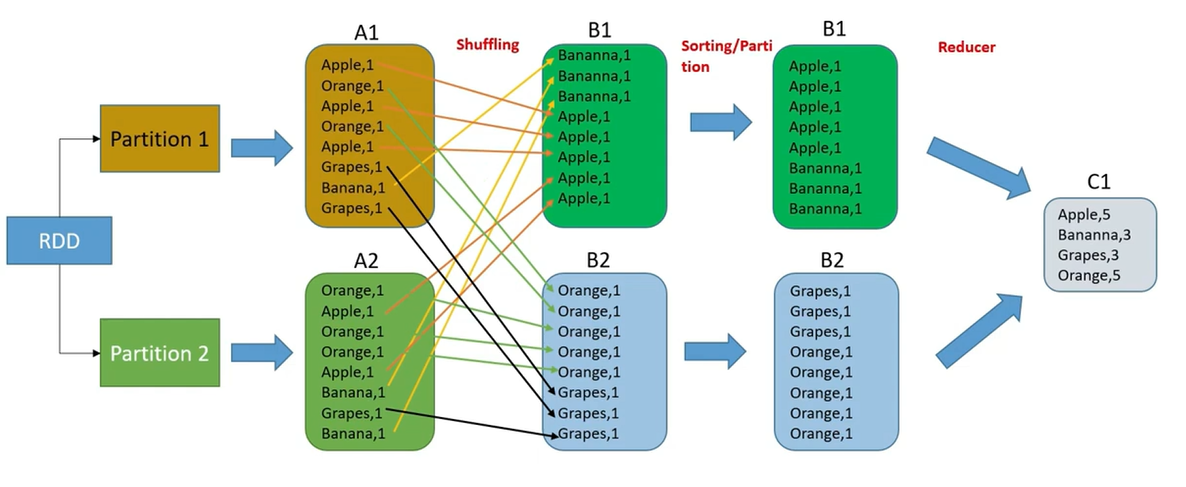 RDD
Partition 1
Partition 2
A1
Apple,1
Orange,1
Apple,1
Orange,1
Apple,1
Grapes,1
Banana,1
Grapes,1
A2
Orange,1
Apple,1
Orange,1
Orange,1
Apple,1
Banana,1
Grapes,1
Banana,1
Shuffling
B1
Bananna,1
Bananna,1
Bananna,1
Apple,1
Apple,1
Apple,1
Apple,1
Apple,1
B2
Orange,1
Orange,1
Orange,1
Orange,1
Orange,1
Grapes,1
Grapes,1
Grapes,1
Sorting/Parti
tion
B1
Apple,1
Apple,1
Apple,1
Apple,1
Apple,1
Bananna,1
Bananna,1
Bananna,1
B2
Grapes,1
Grapes,1
Grapes,1
Orange,1
Orange,1
Orange,1
Orange,1
Orange,1
Reducer
C1
Apple,5
Bananna,3
Grapes,3
Orange,5